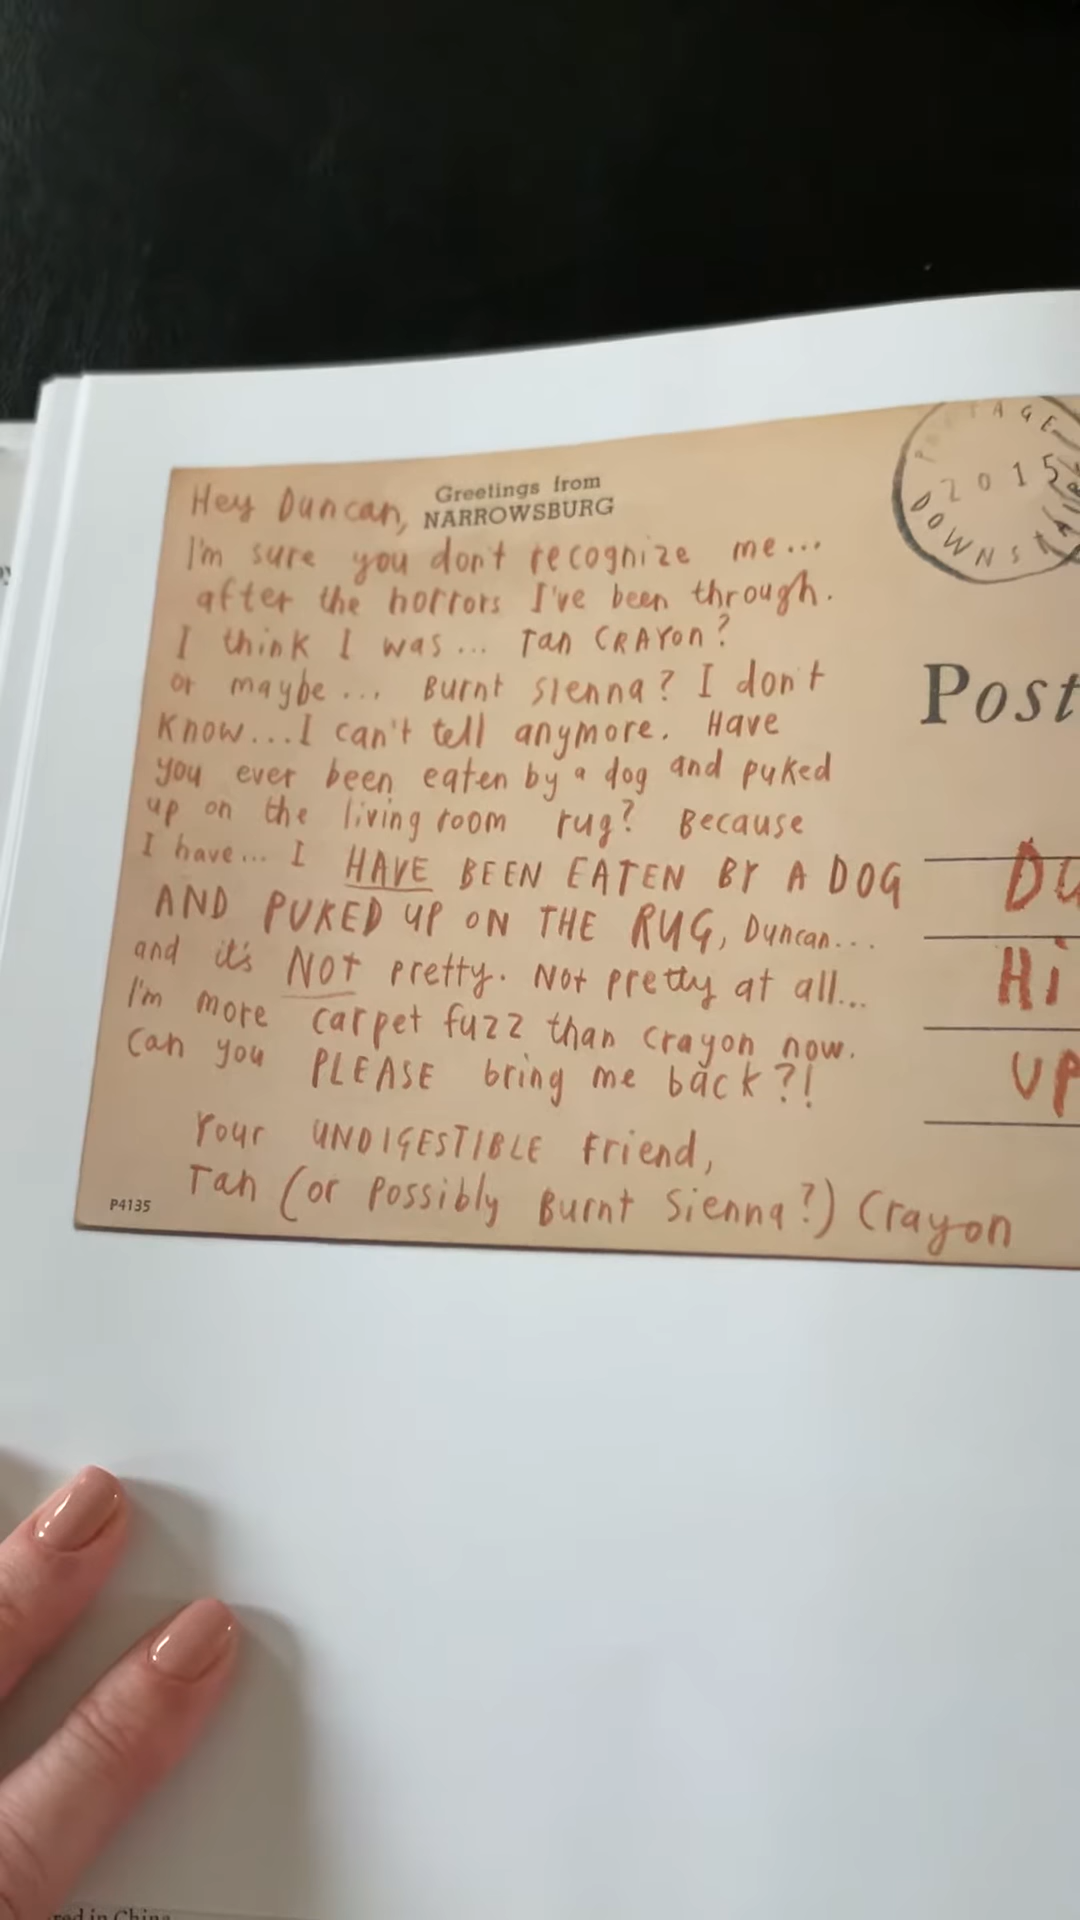 Hey Duncan,
Greetings from
NARROWSBURG
I'm sure you don't recognize me...
after the horrors I've been through.
I think I was... Tan CRAYON?
or maybe... Burnt Sienna? I don't
Know...I can't tell anymore. Have
you ever been eaten by a dog and puked
up on the living room rug? Because
I have... I HAVE BEEN EATEN BY A DOG
AND PUKED UP ON THE RUG, Duncan...
and it's NOT pretty. Not pretty at all...
I'm more carpet fuzz than crayon now.
Can you PLEASE bring me back?!
Your UNDIGESTIBLE Friend,
Tan (or possibly Burnt Sienna?) Crayon
P4135
2015
Post
DU
Hi
UP
in China